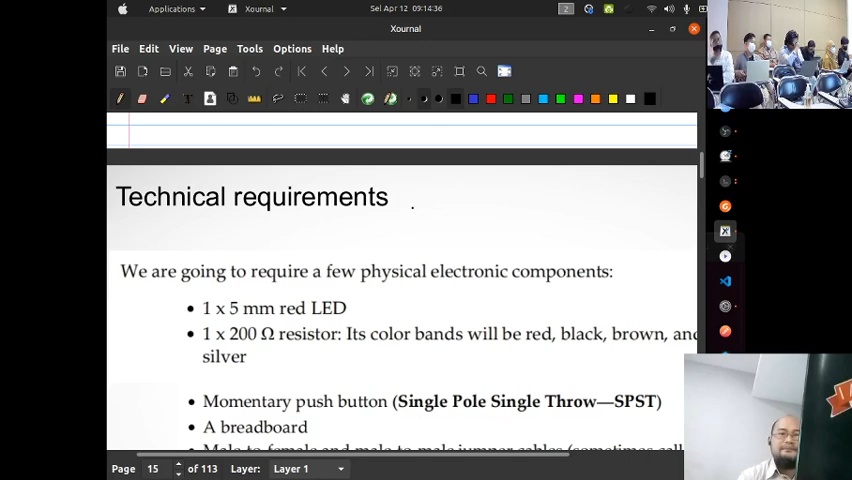 Applications
Xournal
Sel Apr 12 09:14:36
2
Xournal
File Edit View Page Tools Options Help
Technical requirements
We are going to require a few physical electronic components:
• 1 x 5 mm red LED
• 1 x 200 Ω resistor: Its color bands will be red, black, brown, and
silver
• Momentary push button (Single Pole Single Throw—SPST)
• A breadboard
Page 15 of 113 Layer: Layer 1